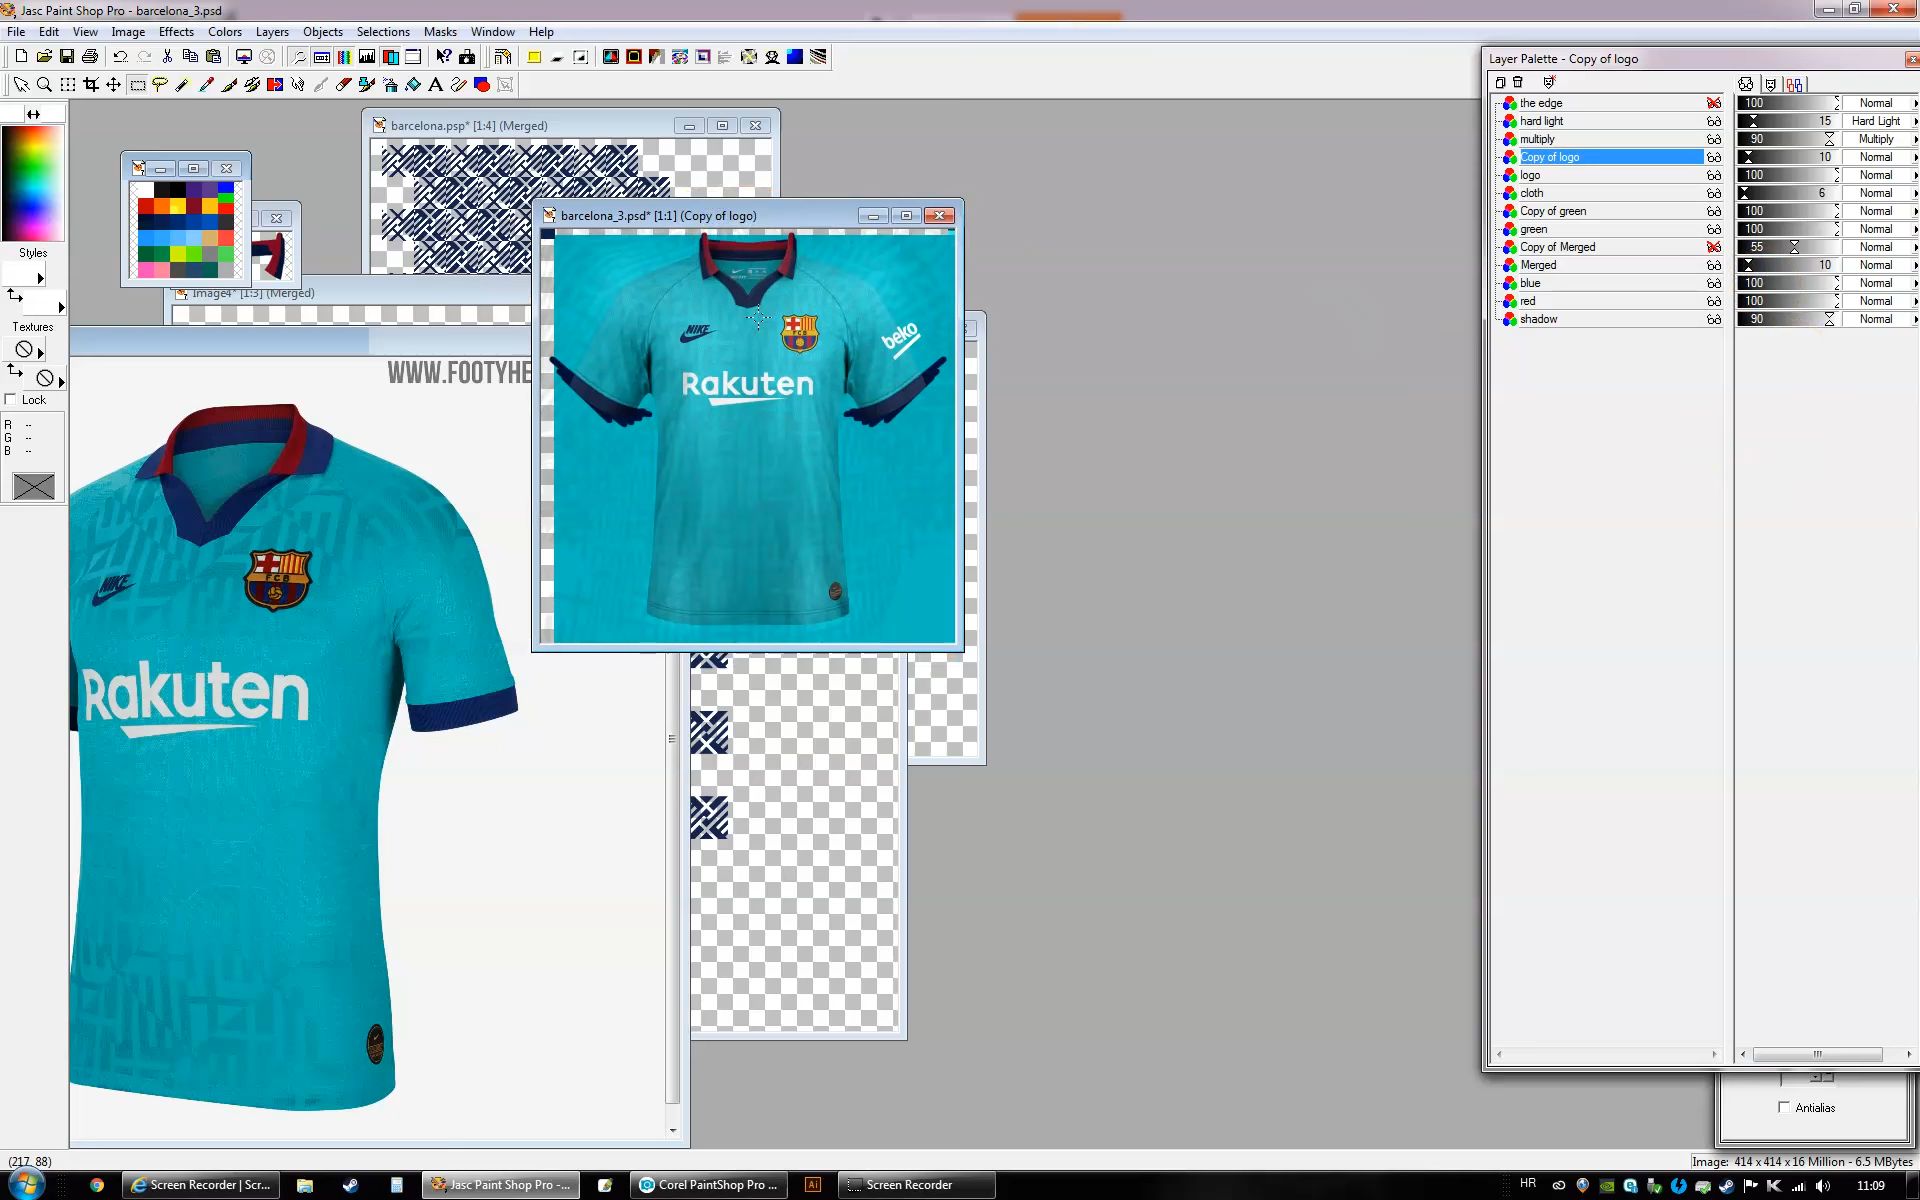 Jasc Paint Shop Pro - barcelona_3.psd
File Edit View Image Effects Colors Layers Objects Selections Masks Window Help
Layer Palette - Copy of logo
the edge 100 Normal
hard light 15 Hard Light
multiply 90 Multiply
Copy of logo 10 Normal
logo 100 Normal
cloth 6 Normal
Copy of green 100 Normal
green 100 Normal
Copy of Merged 55 Normal
Merged 10 Normal
blue 100 Normal
red 100 Normal
shadow 90 Normal
barcelona.psp* [1:4] (Merged)
barcelona_3.psd* [1:1] (Copy of logo)
Image4* [1:3] (Merged)
Styles
Textures
Lock
R --
G --
B --
WWW.FOOTYHE
NIKE
FCB
beko
Rakuten
NIKE
FCB
Rakuten
Antialias
(217, 88)
Image: 414 x 414 x 16 Million - 6.5 MBytes
Screen Recorder | Scr...
Jasc Paint Shop Pro -...
Corel PaintShop Pro ...
Ai
Screen Recorder
HR
11:09